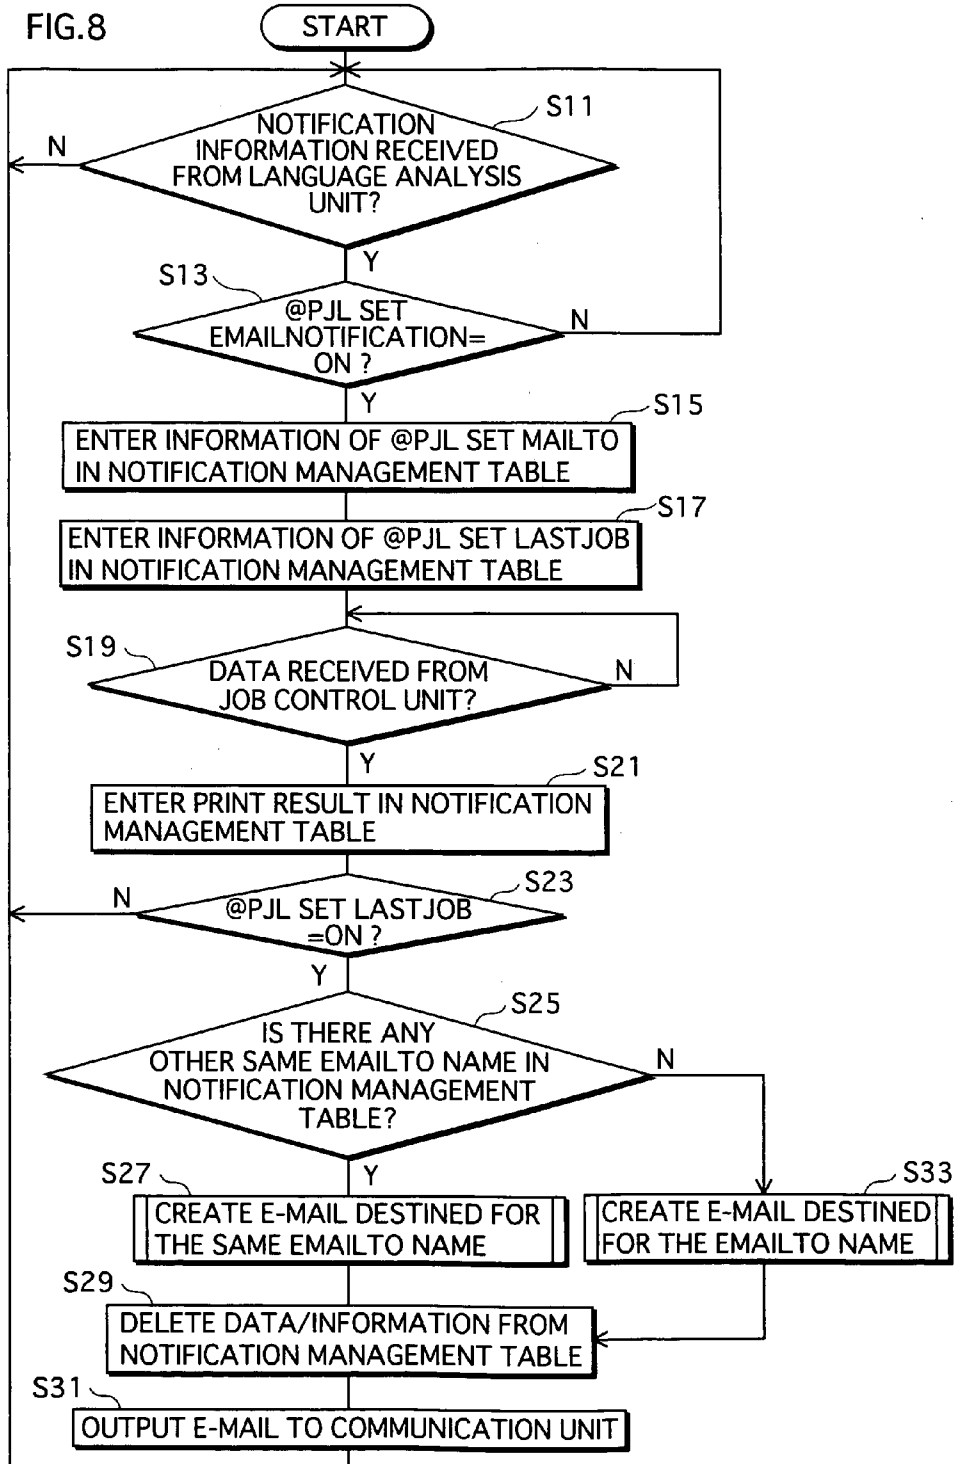 FIG.8
START
S11
NOTIFICATION
INFORMATION RECEIVED
FROM LANGUAGE ANALYSIS
UNIT?
N
Y
S13
@PJL SET
EMAILNOTIFICATION=
ON ?
N
Y
S15
ENTER INFORMATION OF @PJL SET MAILTO
IN NOTIFICATION MANAGEMENT TABLE
S17
ENTER INFORMATION OF @PJL SET LASTJOB
IN NOTIFICATION MANAGEMENT TABLE
S19
DATA RECEIVED FROM
JOB CONTROL UNIT?
N
Y
S21
ENTER PRINT RESULT IN NOTIFICATION
MANAGEMENT TABLE
S23
N
@PJL SET LASTJOB
=ON ?
Y
S25
IS THERE ANY
OTHER SAME EMAILTO NAME IN
NOTIFICATION MANAGEMENT
TABLE?
N
Y
S27
CREATE E-MAIL DESTINED FOR
THE SAME EMAILTO NAME
S33
CREATE E-MAIL DESTINED
FOR THE EMAILTO NAME
S29
DELETE DATA/INFORMATION FROM
NOTIFICATION MANAGEMENT TABLE
S31
OUTPUT E-MAIL TO COMMUNICATION UNIT